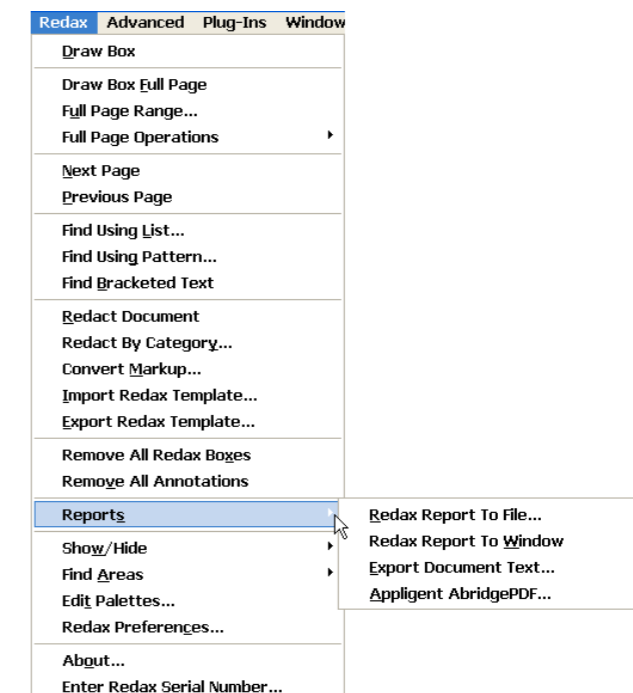 Redax Advanced Plug-Ins Window
Draw Box
Draw Box Full Page
Full Page Range...
Full Page Operations
Next Page
Previous Page
Find Using List...
Find Using Pattern...
Find Bracketed Text
Redact Document
Redact By Category...
Convert Markup...
Import Redax Template...
Export Redax Template...
Remove All Redax Boxes
Remove All Annotations
Reports
Redax Report To File...
Redax Report To Window
Export Document Text...
Appligent AbridgePDF...
Show/Hide
Find Areas
Edit Palettes...
Redax Preferences...
About...
Enter Redax Serial Number...